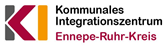 Kommunales
Integrationszentrum
Ennepe-Ruhr-Kreis